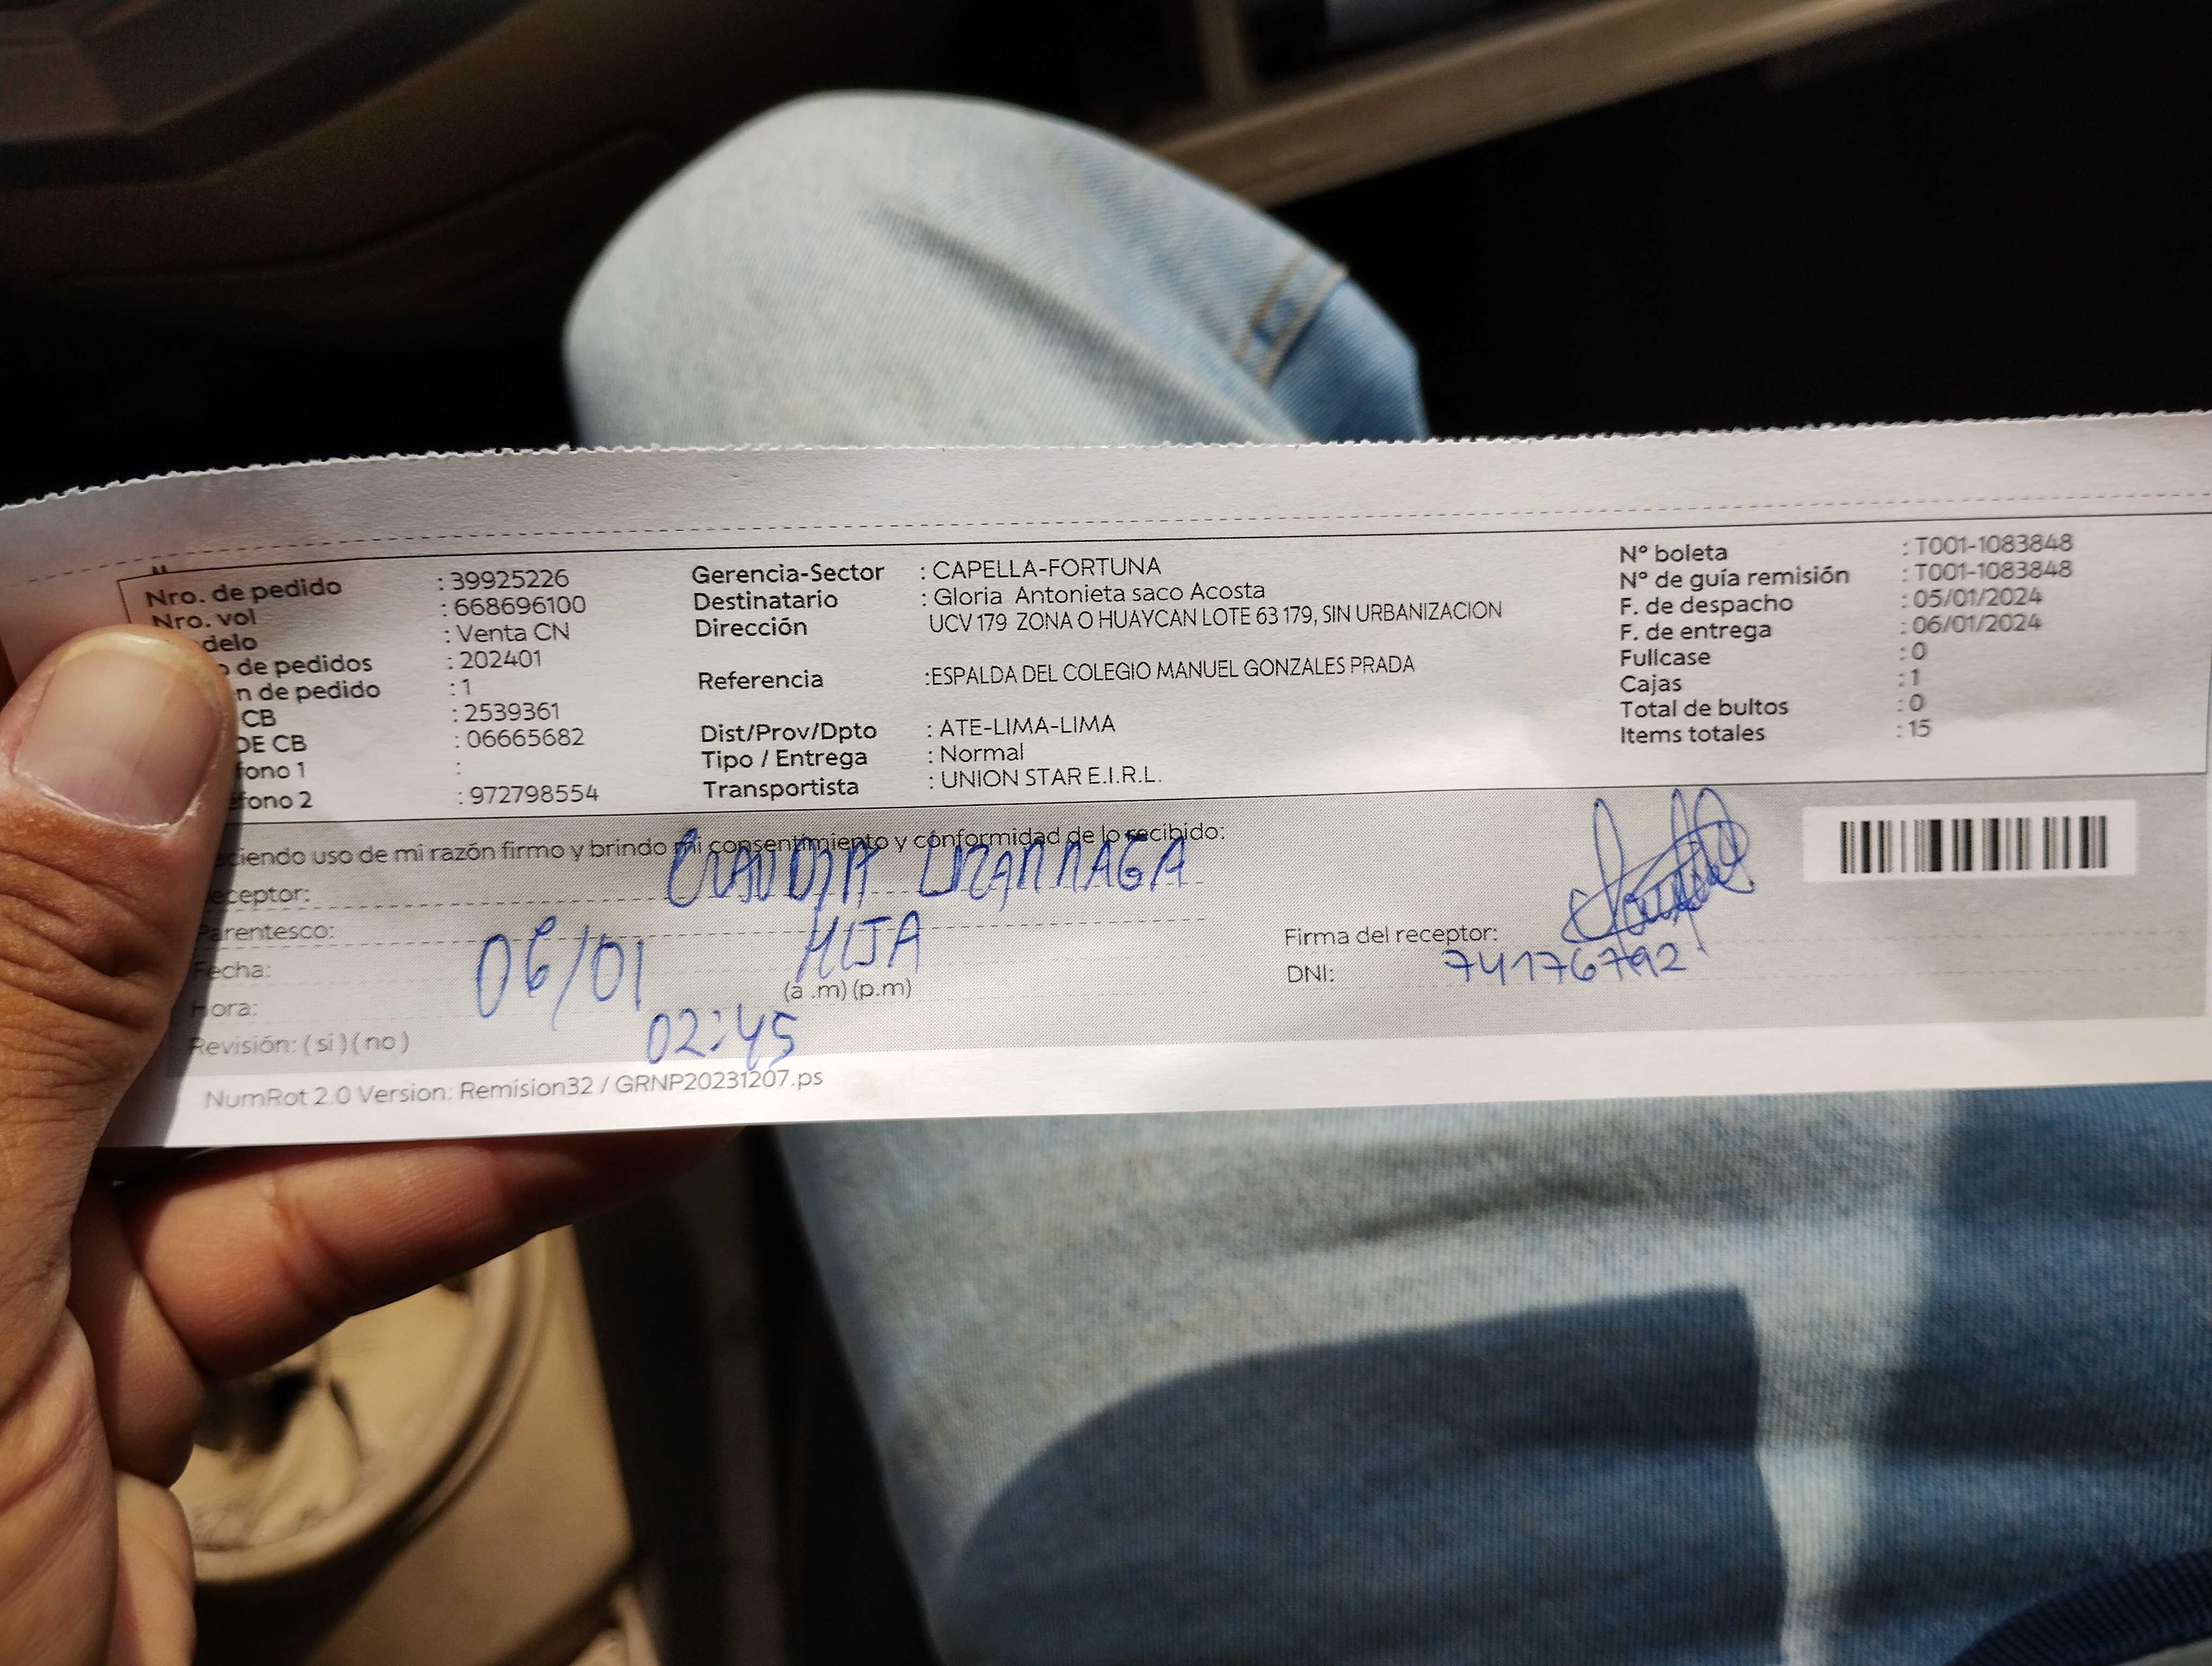 Nro. de pedido : 39925226
Nro. vol : 668696100
delo : Venta CN
de pedidos : 202401
n de pedido : 1
CB : 2539361
DE CB : 06665682
fono 1 :
éfono 2 : 972798554
Gerencia-Sector : CAPELLA-FORTUNA
Destinatario : Gloria Antonieta saco Acosta
Dirección UCV 179 ZONA O HUAYCAN LOTE 63 179, SIN URBANIZACION
Referencia :ESPALDA DEL COLEGIO MANUEL GONZALES PRADA
Dist/Prov/Dpto : ATE-LIMA-LIMA
Tipo / Entrega : Normal
Transportista : UNION STAR E.I.R.L.
N° boleta : T001-1083848
N° de guía remisión : T001-1083848
F. de despacho : 05/01/2024
F. de entrega : 06/01/2024
Fullcase : 0
Cajas : 1
Total de bultos : 0
Items totales : 15
ciendo uso de mi razón firmo y brindo mi consentimiento y conformidad de lo recibido:
eceptor: CLAUDIA LIZARRAGA
Parentesco: HIJA
Fecha: 06/01
Hora: 02:45 (a .m) (p.m)
Revisión: ( si ) ( no )
Firma del receptor:
DNI: 74176792
NumRot 2.0 Version: Remision32 / GRNP20231207.ps